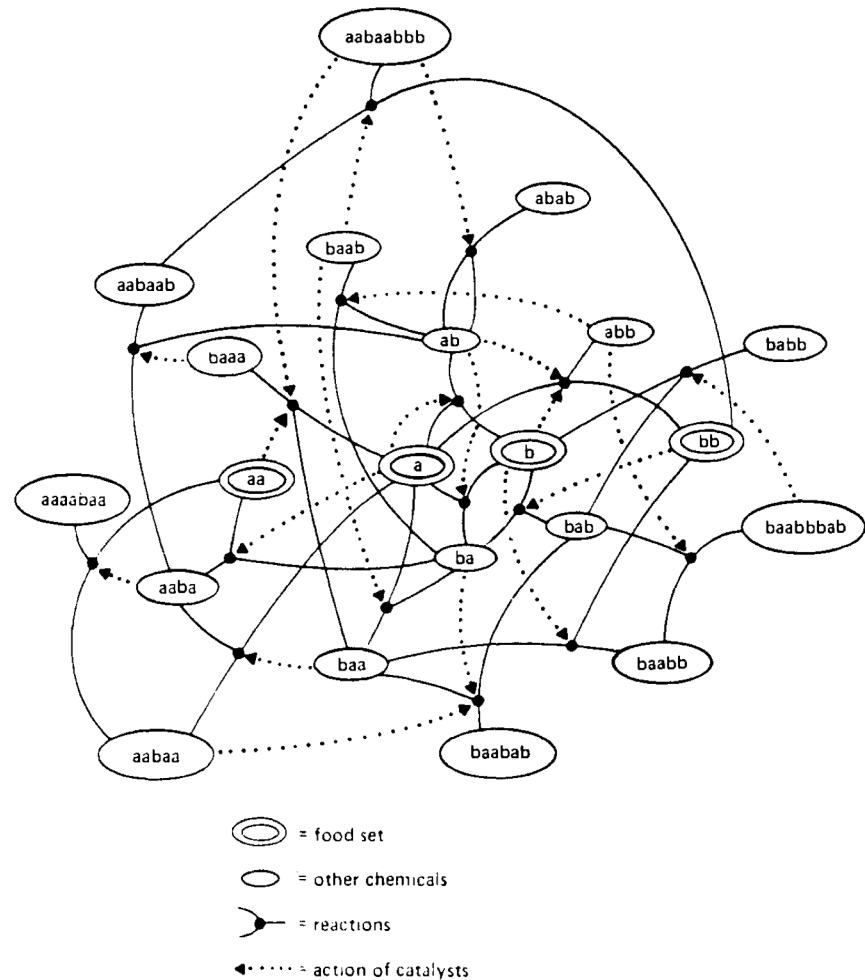 aabaabbb
abab
baab
aabaab
ab
abb
babb
baaa
a
b
bb
aa
aaaabaa
bab
baabbbab
ba
aaba
baa
baabb
aabaa
baabab
= food set
= other chemicals
= reactions
= action of catalysts